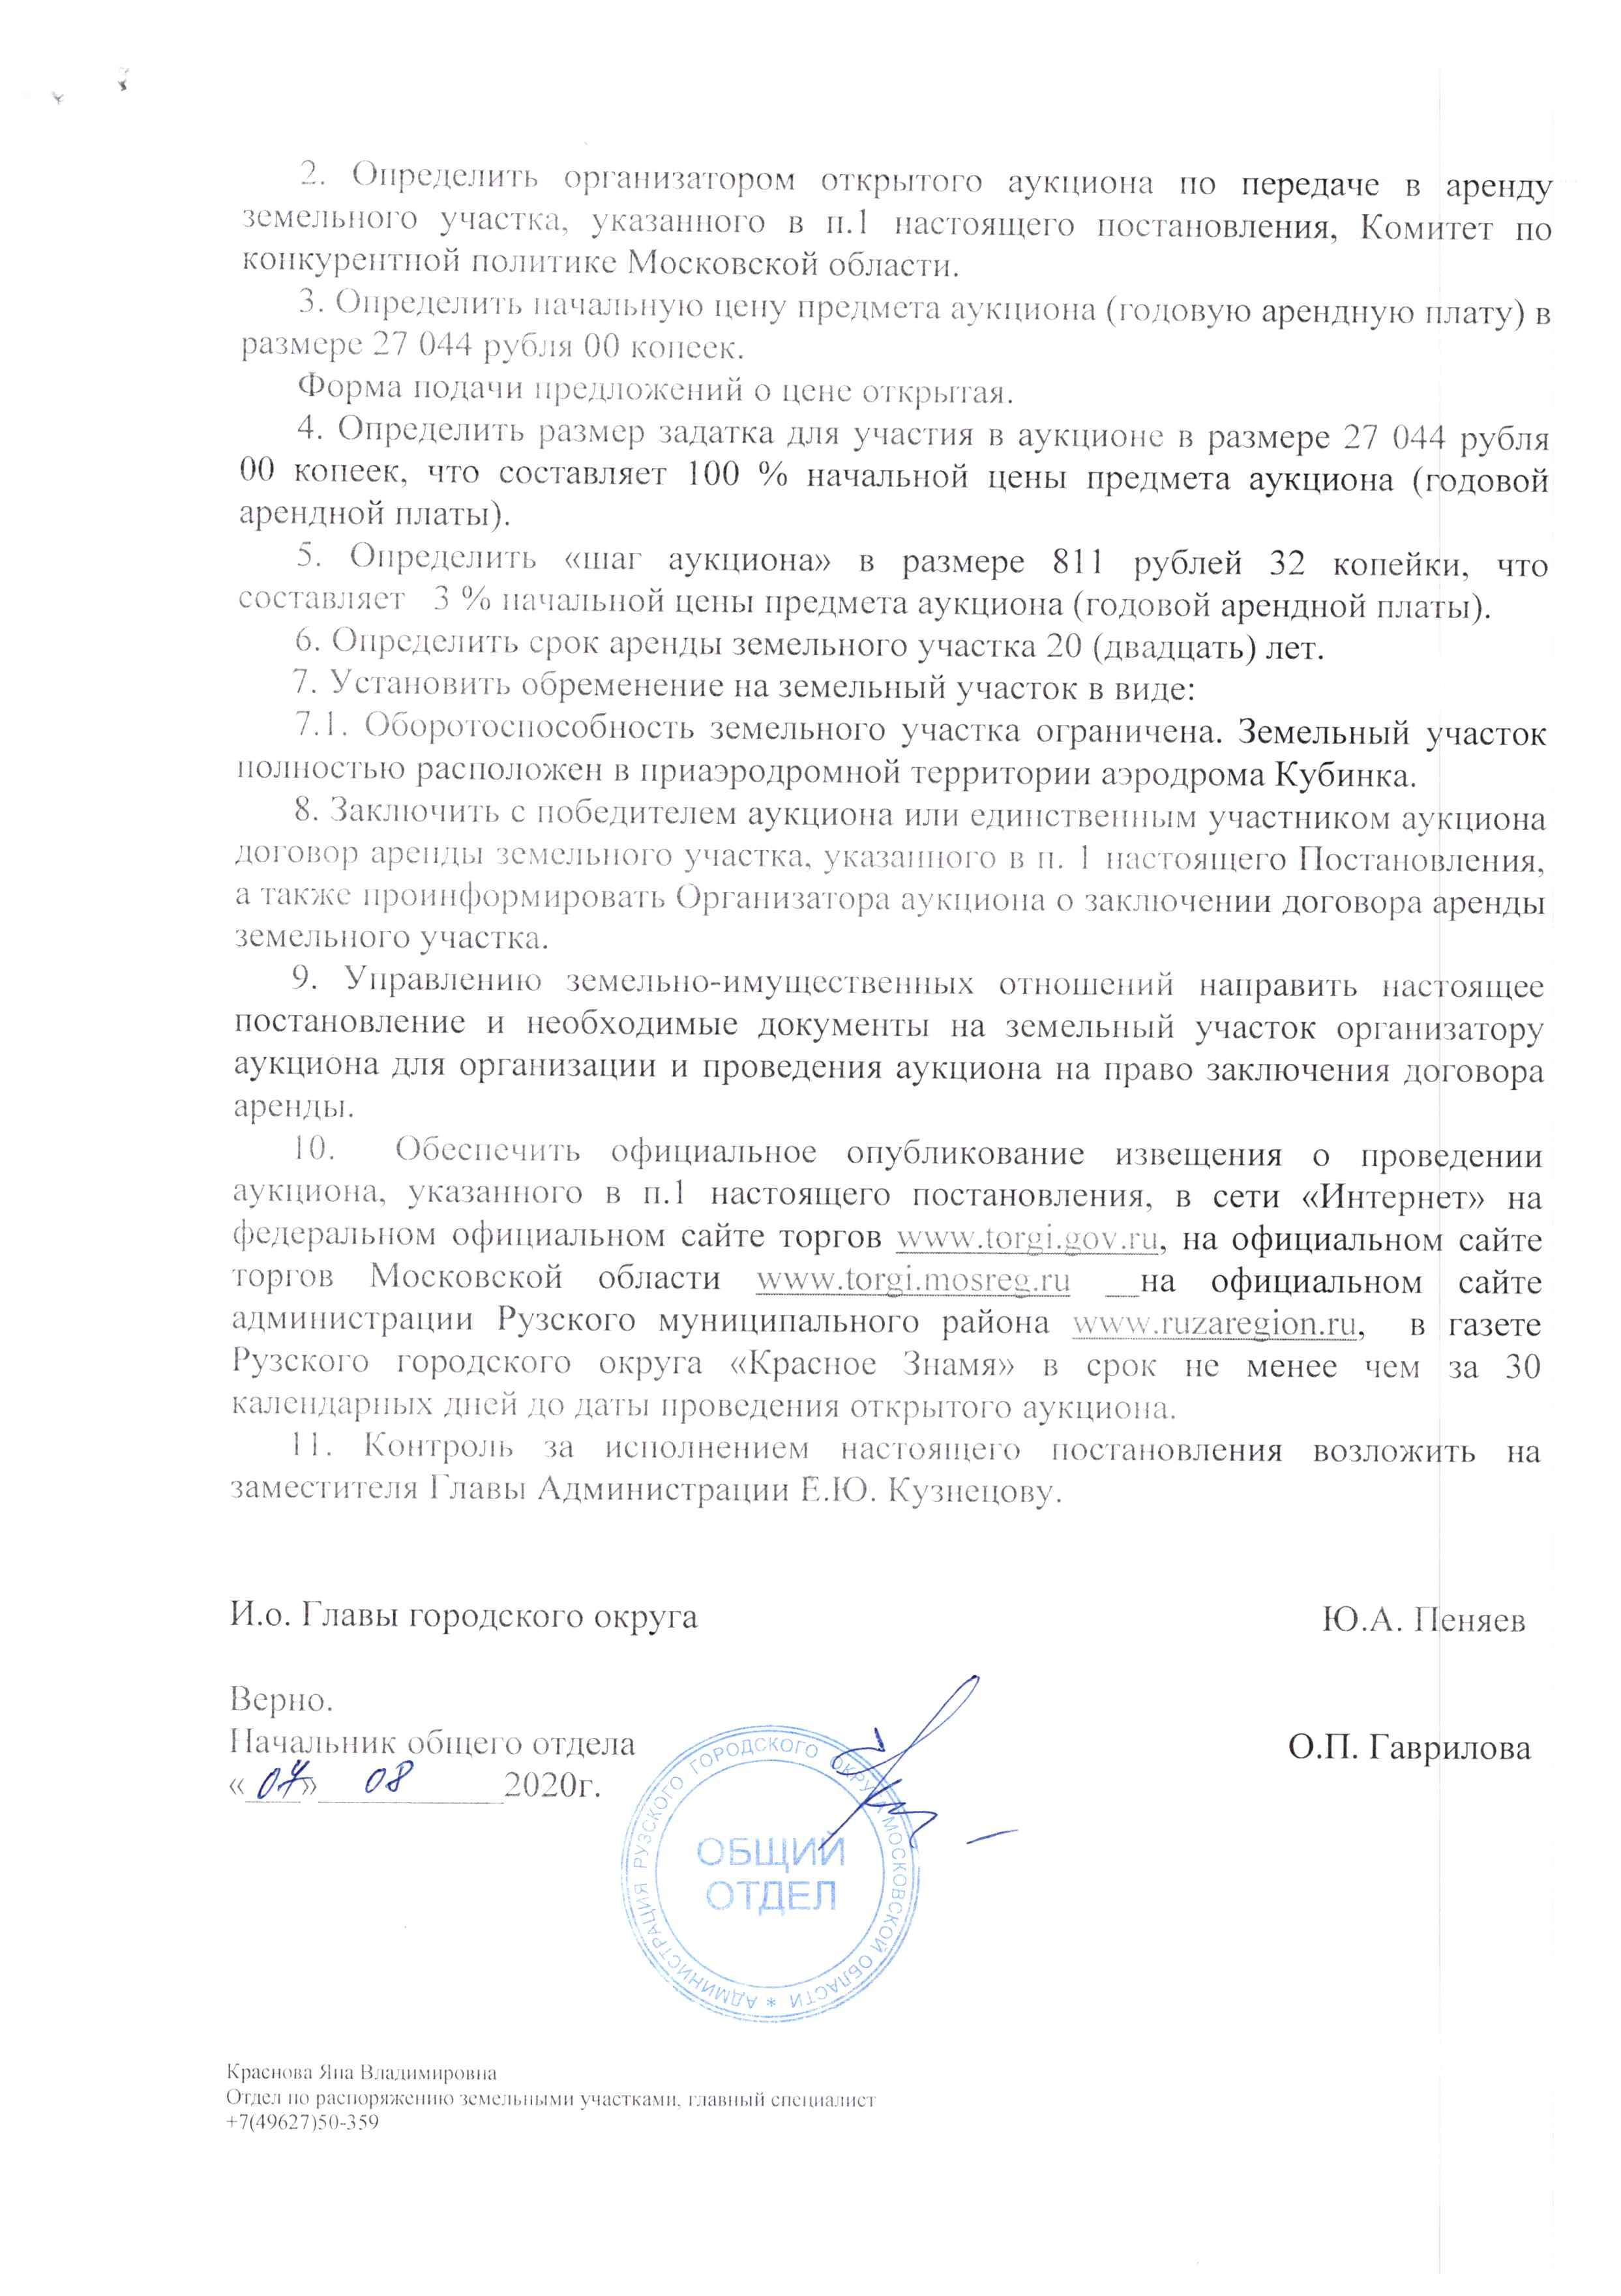 2. Определить организатором открытого аукциона по передаче в аренду
земельного участка, указанного в п.1 настоящего постановления, Комитет по
конкурентной политике Московской области.
3. Определить начальную цену предмета аукциона (годовую арендную плату) в
размере 27 044 рубля 00 копеек.
Форма подачи предложений о цене открытая.
4. Определить размер задатка для участия в аукционе в размере 27 044 рубля
00 копеек, что составляет 100 % начальной цены предмета аукциона (годовой
арендной платы).
5. Определить «шаг аукциона» в размере 811 рублей 32 копейки, что
составляет 3 % начальной цены предмета аукциона (годовой арендной платы).
6. Определить срок аренды земельного участка 20 (двадцать) лет.
7. Установить обременение на земельный участок в виде:
7.1. Оборотоспособность земельного участка ограничена. Земельный участок
полностью расположен в приаэродромной территории аэродрома Кубинка.
8. Заключить с победителем аукциона или единственным участником аукциона
договор аренды земельного участка, указанного в п. 1 настоящего Постановления,
а также проинформировать Организатора аукциона о заключении договора аренды
земельного участка.
9. Управлению земельно-имущественных отношений направить настоящее
постановление и необходимые документы на земельный участок организатору
аукциона для организации и проведения аукциона на право заключения договора
аренды.
10. Обеспечить официальное опубликование извещения о проведении
аукциона, указанного в п.1 настоящего постановления, в сети «Интернет» на
федеральном официальном сайте торгов www.torgi.gov.ru, на официальном сайте
торгов Московской области www.torgi.mosreg.ru на официальном сайте
администрации Рузского муниципального района www.ruzaregion.ru, в газете
Рузского городского округа «Красное Знамя» в срок не менее чем за 30
календарных дней до даты проведения открытого аукциона.
11. Контроль за исполнением настоящего постановления возложить на
заместителя Главы Администрации Е.Ю. Кузнецову.
И.о. Главы городского округа Ю.А. Пеняев
Верно.
Начальник общего отдела О.П. Гаврилова
«07» 08 2020г.
АДМИНИСТРАЦИЯ РУЗСКОГО ГОРОДСКОГО ОКРУГА МОСКОВСКОЙ ОБЛАСТИ *
ОБЩИЙ
ОТДЕЛ
Краснова Яна Владимировна
Отдел по распоряжению земельными участками, главный специалист
+7(49627)50-359